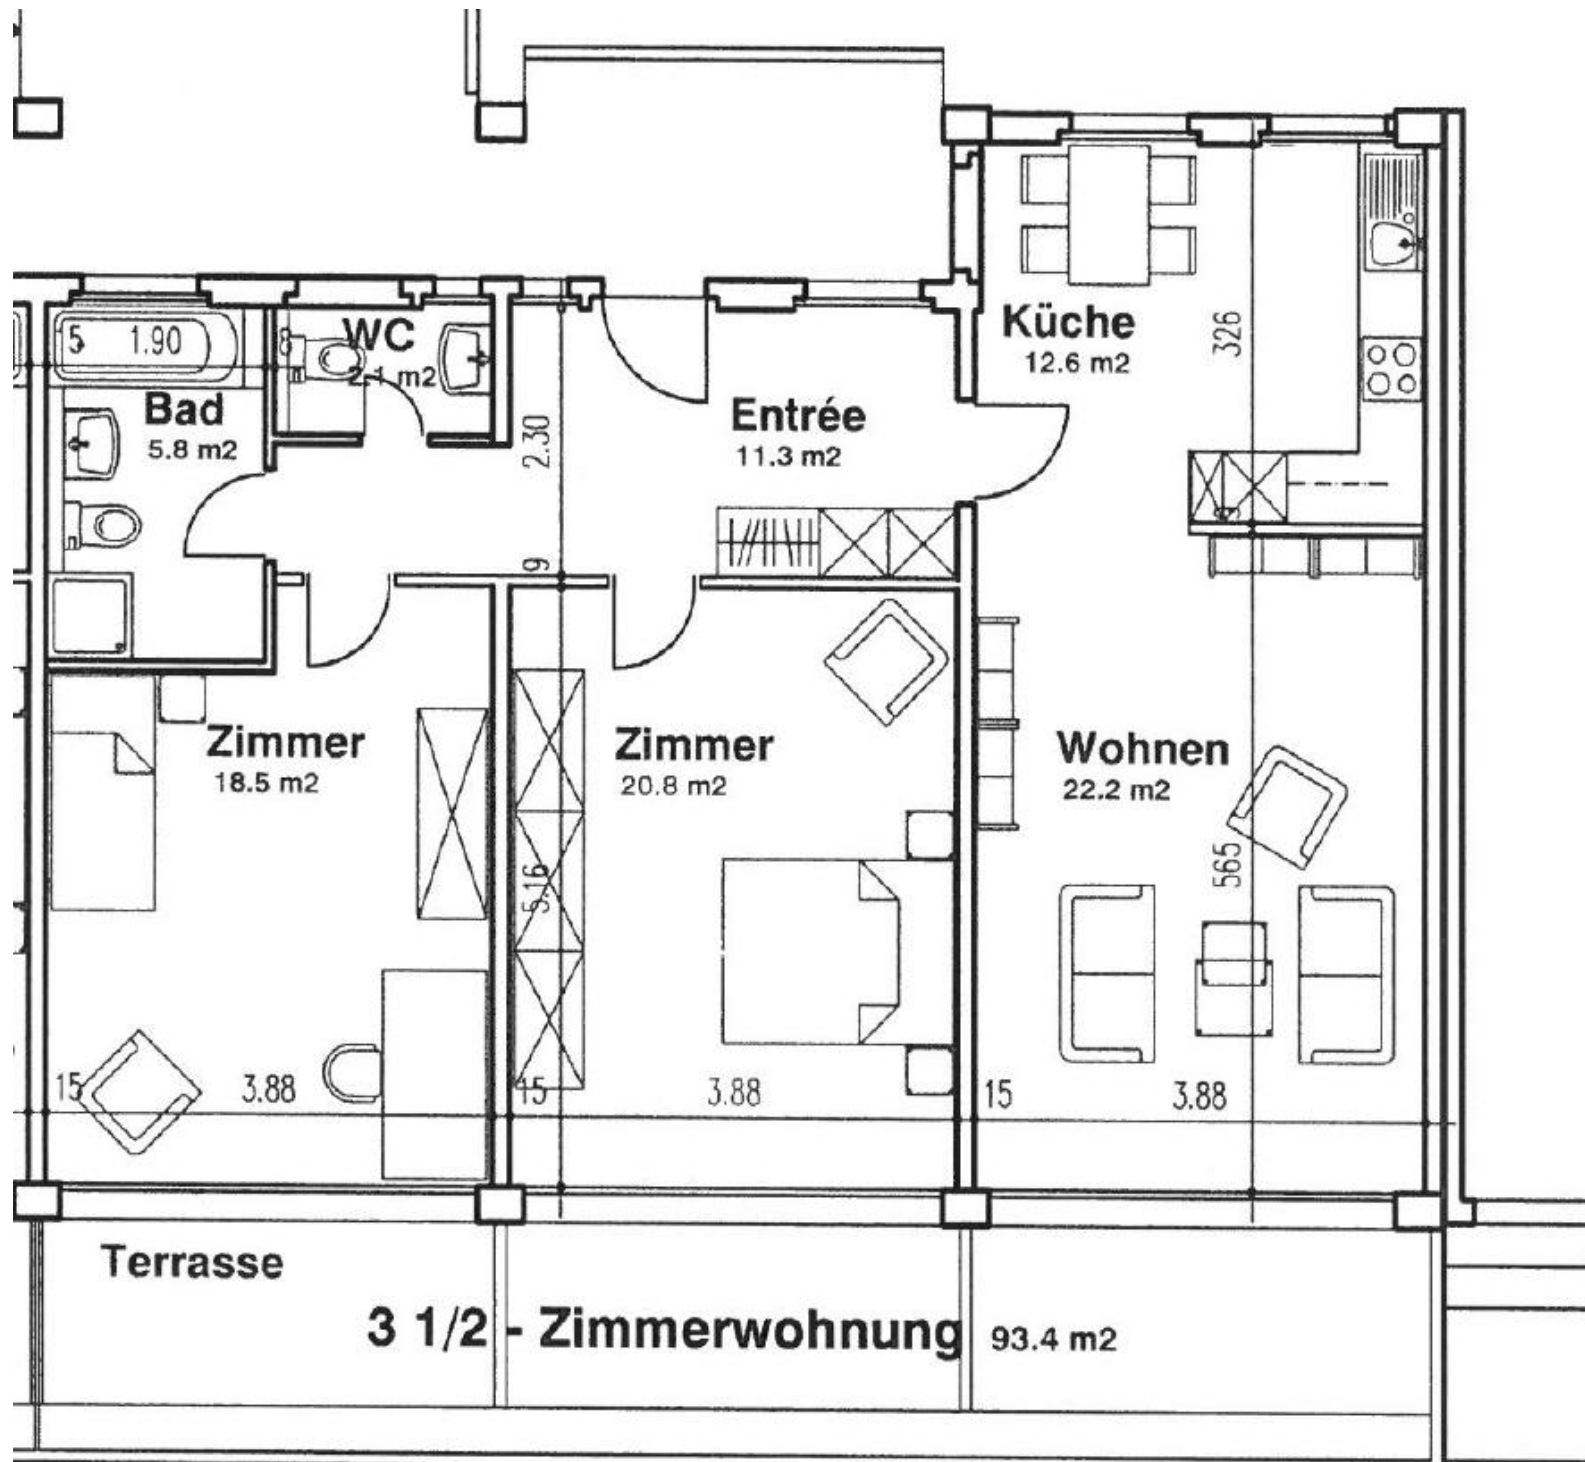 WC
2.1 m2
5 1.90
Bad
5.8 m2
Küche
12.6 m2
326
Entrée
11.3 m2
2.30
9
Zimmer
18.5 m2
Zimmer
20.8 m2
Wohnen
22.2 m2
5.16
565
15 3.88
15 3.88
15 3.88
Terrasse
3 1/2 - Zimmerwohnung 93.4 m2